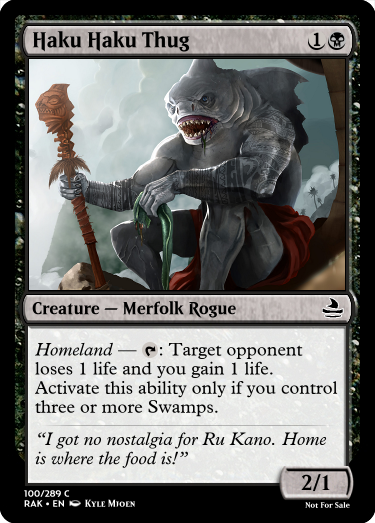 Haku Haku Thug 1
Creature — Merfolk Rogue
Homeland — : Target opponent
loses 1 life and you gain 1 life.
Activate this ability only if you control
three or more Swamps.
“I got no nostalgia for Ru Kano. Home
is where the food is!”
2/1
100/289 C
RAK • EN Kyle Mfoen
Not For Sale